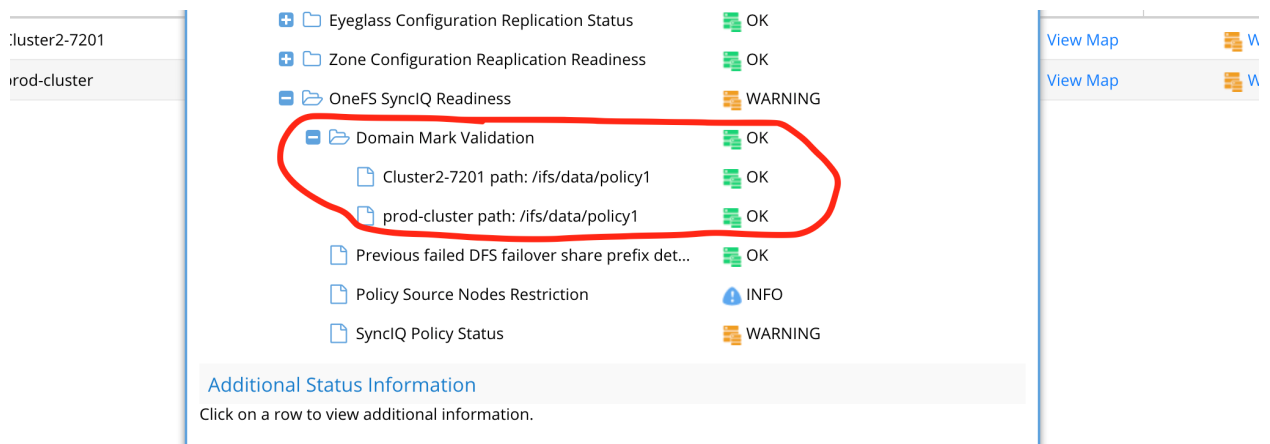 Eyeglass Configuration Replication Status OK
Cluster2-7201 View Map
Zone Configuration Reaplication Readiness OK
prod-cluster View Map
OneFS SyncIQ Readiness WARNING
Domain Mark Validation OK
Cluster2-7201 path: /ifs/data/policy1 OK
prod-cluster path: /ifs/data/policy1 OK
Previous failed DFS failover share prefix det... OK
Policy Source Nodes Restriction INFO
SyncIQ Policy Status WARNING
Additional Status Information
Click on a row to view additional information.